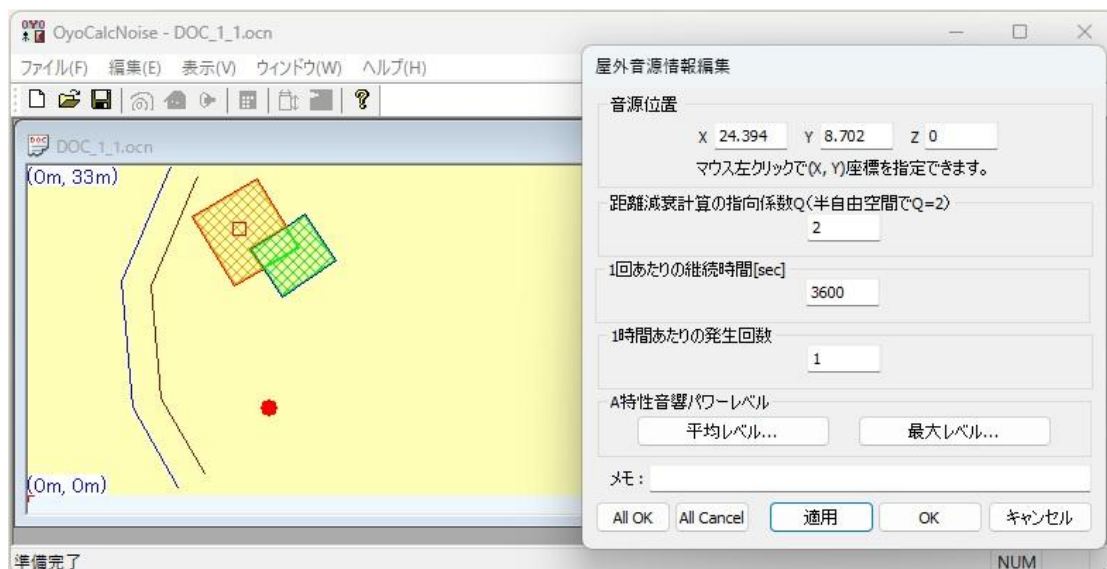 OYO
OyoCalcNoise - DOC_1_1.ocn
ファイル(F) 編集(E) 表示(V) ウィンドウ(W) ヘルプ(H)
DOC
DOC_1_1.ocn
(0m, 33m)
(0m, 0m)
準備完了
NUM
屋外音源情報編集
音源位置
X 24.394 Y 8.702 Z 0
マウス左クリックで(X, Y)座標を指定できます。
距離減衰計算の指向係数Q(半自由空間でQ=2)
2
1回あたりの継続時間[sec]
3600
1時間あたりの発生回数
1
A特性音響パワーレベル
平均レベル... 最大レベル...
メモ :
All OK All Cancel 適用 OK キャンセル